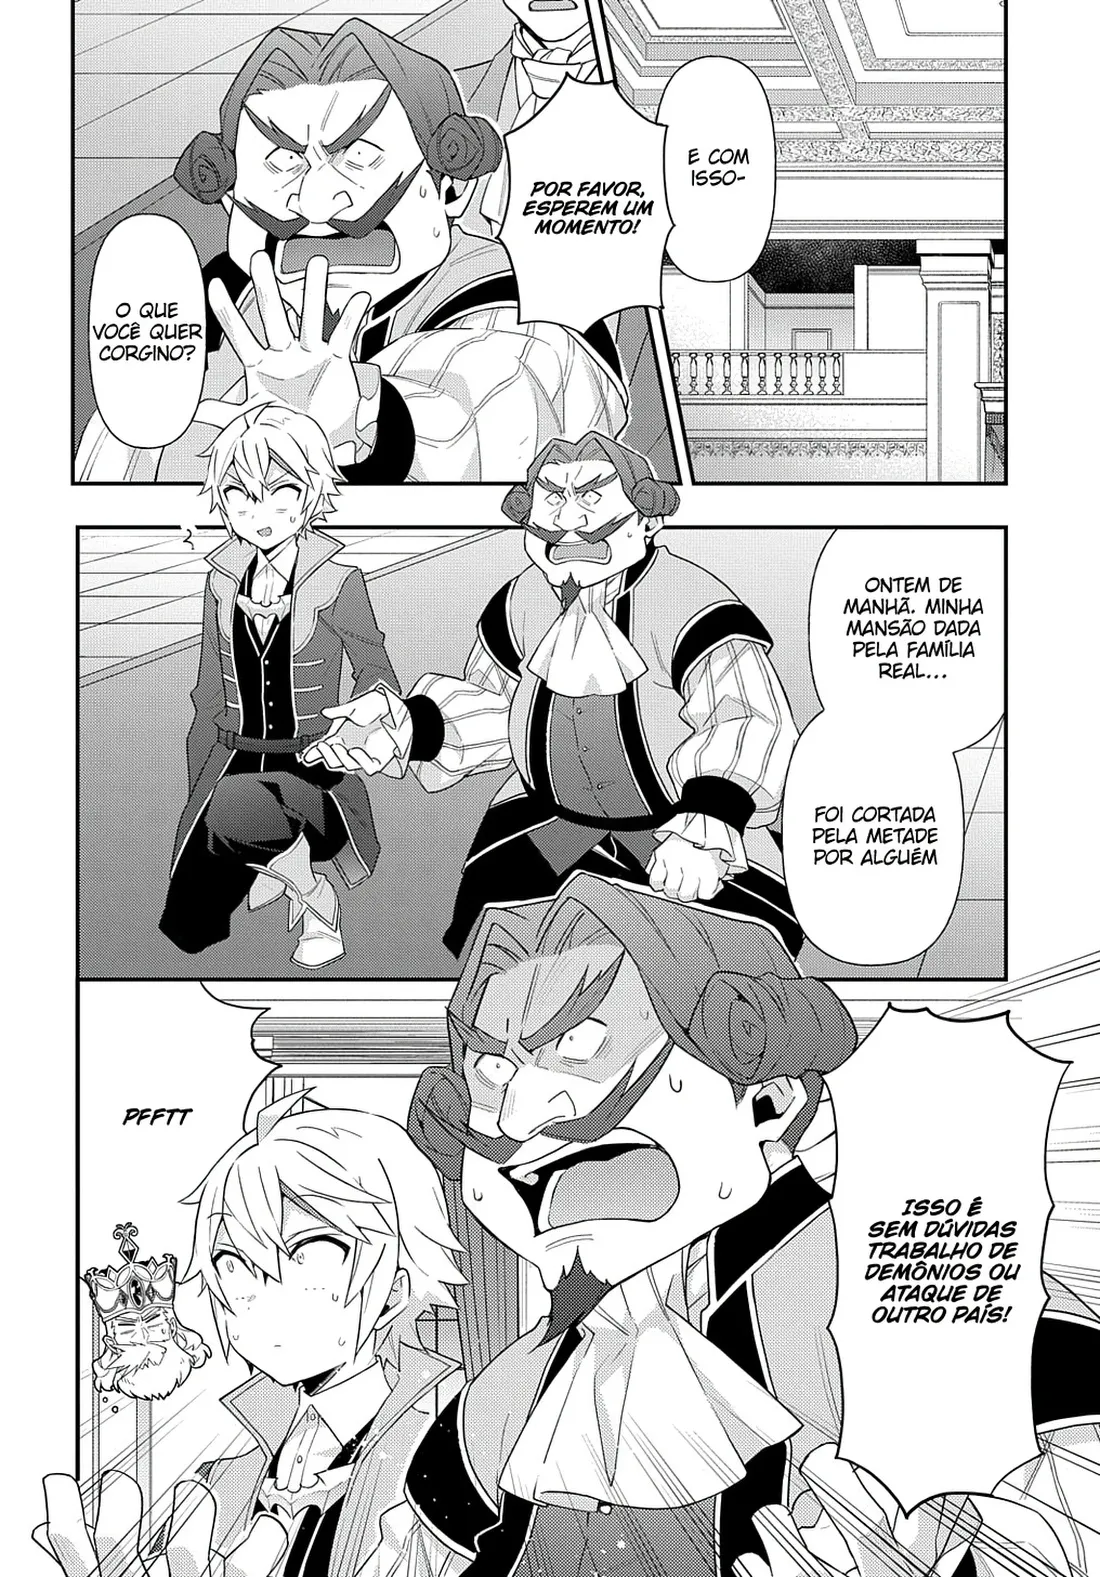 E COM
ISSO-
POR FAVOR,
ESPEREM UM
MOMENTO!
O QUE
VOCÊ QUER
CORGINO?
ONTEM DE
MANHÃ. MINHA
MANSÃO DADA
PELA FAMÍLIA
REAL...
FOI CORTADA
PELA METADE
POR ALGUÉM
ISSO É
SEM DÚVIDAS
TRABALHO DE
DEMÔNIOS OU
ATAQUE DE
OUTRO PAÍS!
PFFTT